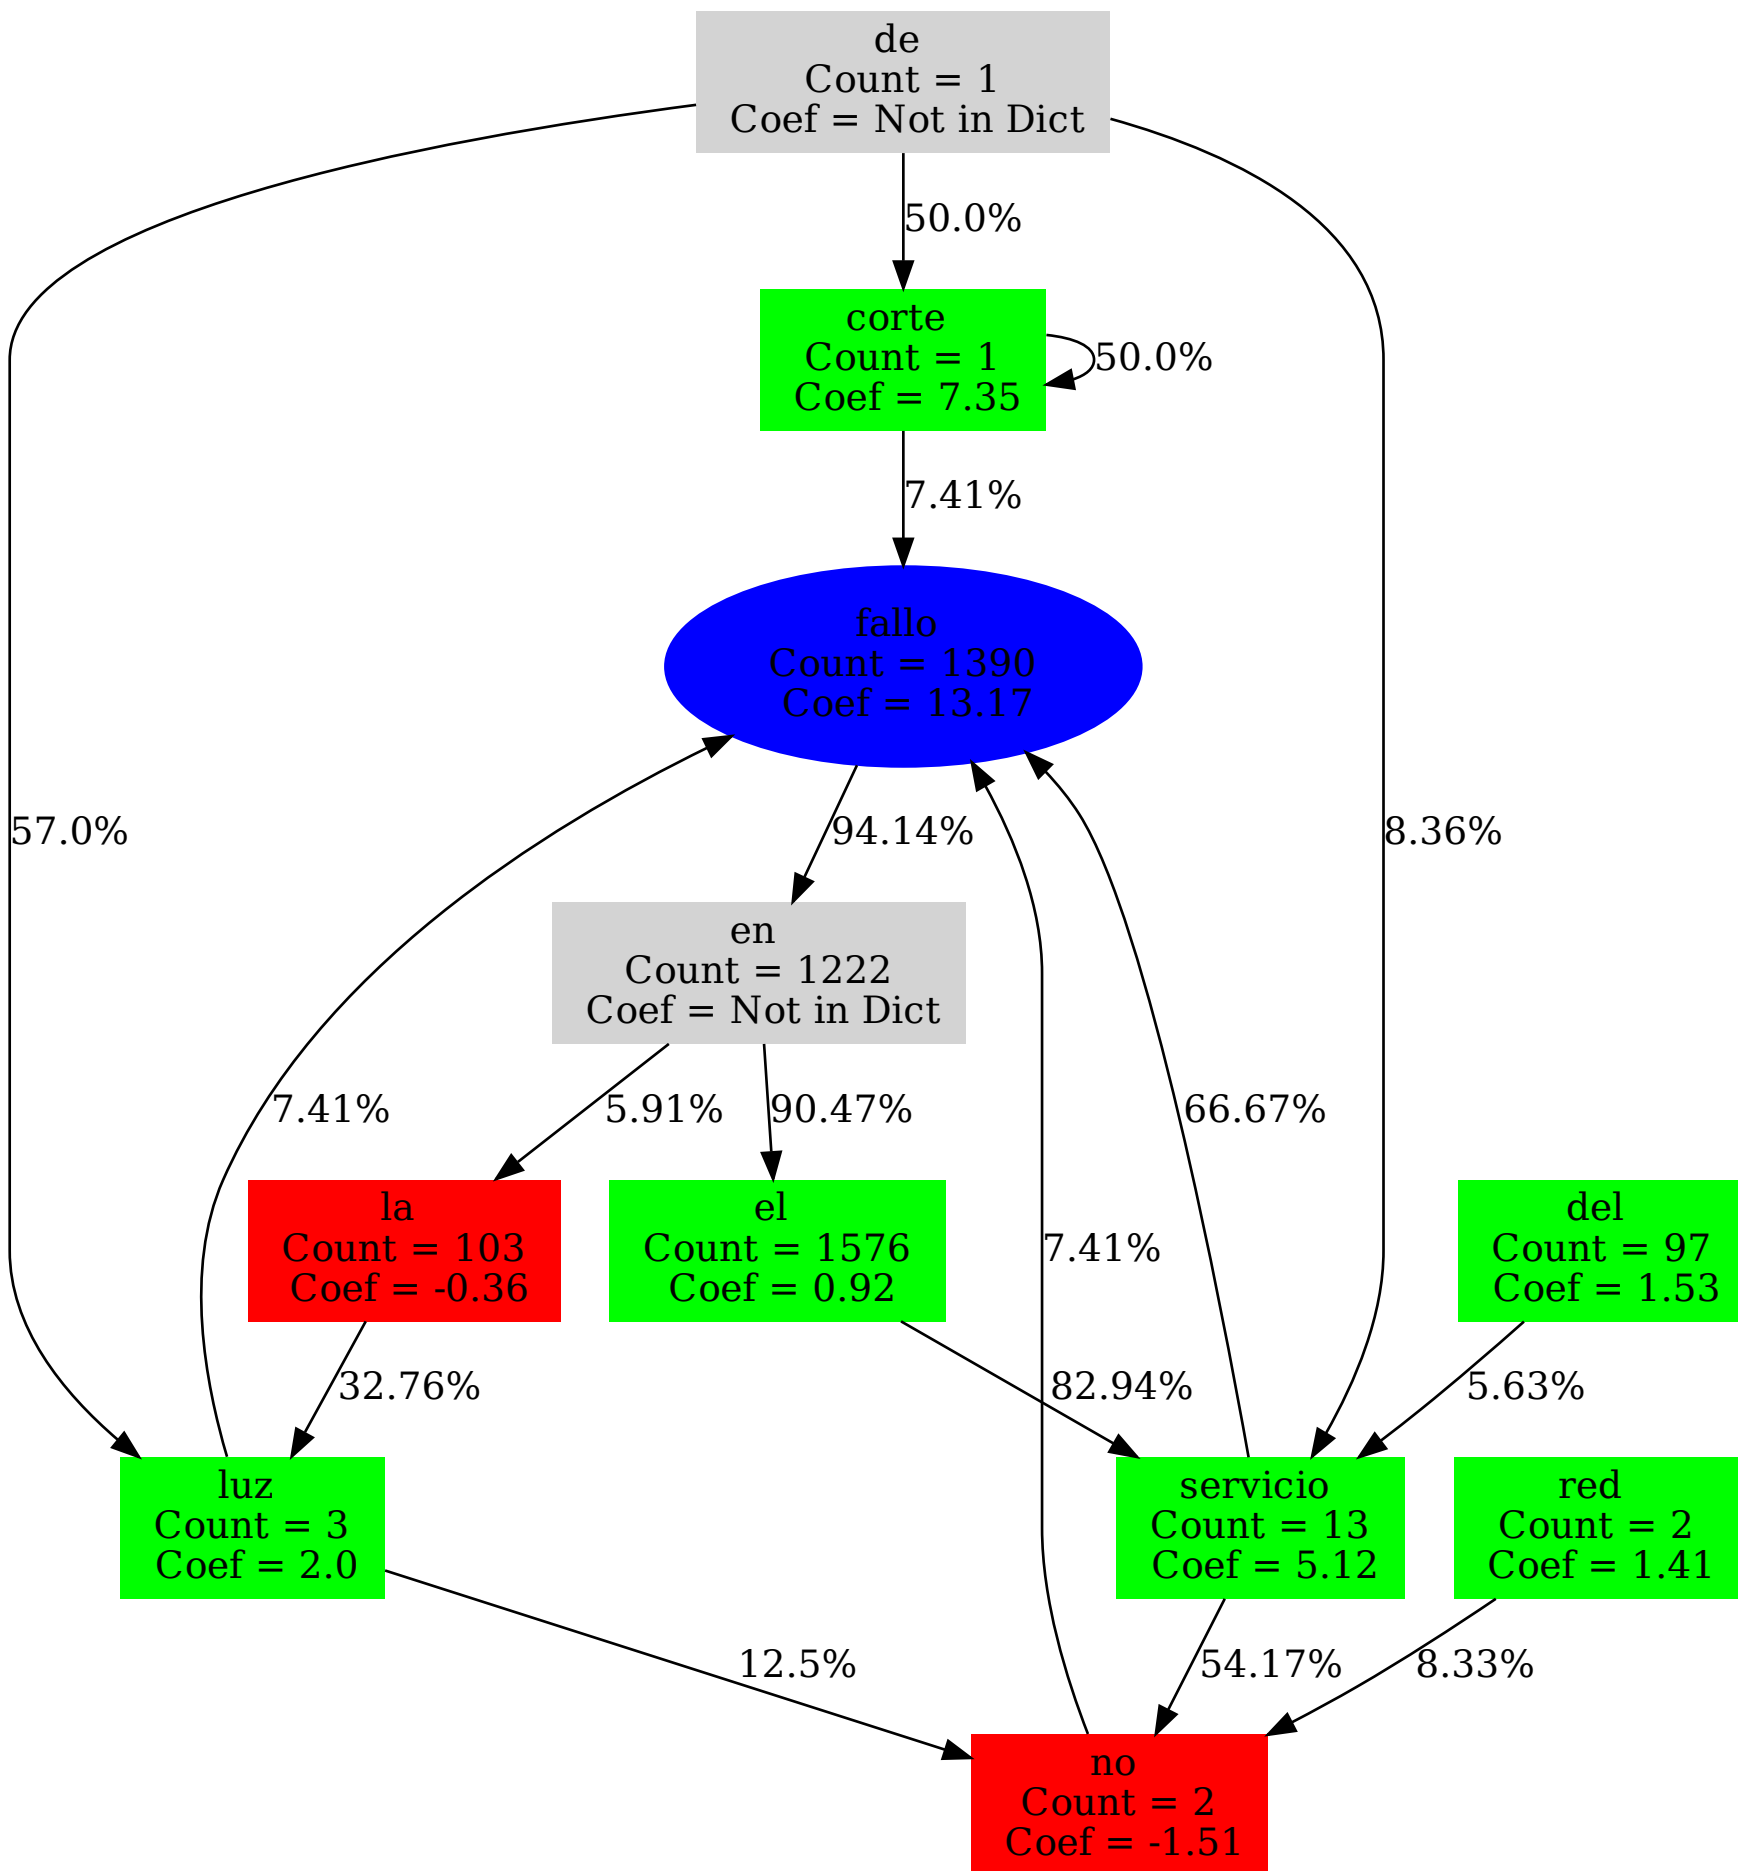 de
Count = 1
Coef = Not in Dict
50.0%
corte
Count = 1
Coef = 7.35
50.0%
7.41%
fallo
Count = 1390
Coef = 13.17
57.0%
94.14%
8.36%
en
Count = 1222
Coef = Not in Dict
7.41%
5.91%
90.47%
66.67%
la
Count = 103
Coef = -0.36
el
Count = 1576
Coef = 0.92
7.41%
del
Count = 97
Coef = 1.53
32.76%
82.94%
5.63%
luz
Count = 3
Coef = 2.0
servicio
Count = 13
Coef = 5.12
red
Count = 2
Coef = 1.41
12.5%
54.17%
8.33%
no
Count = 2
Coef = -1.51